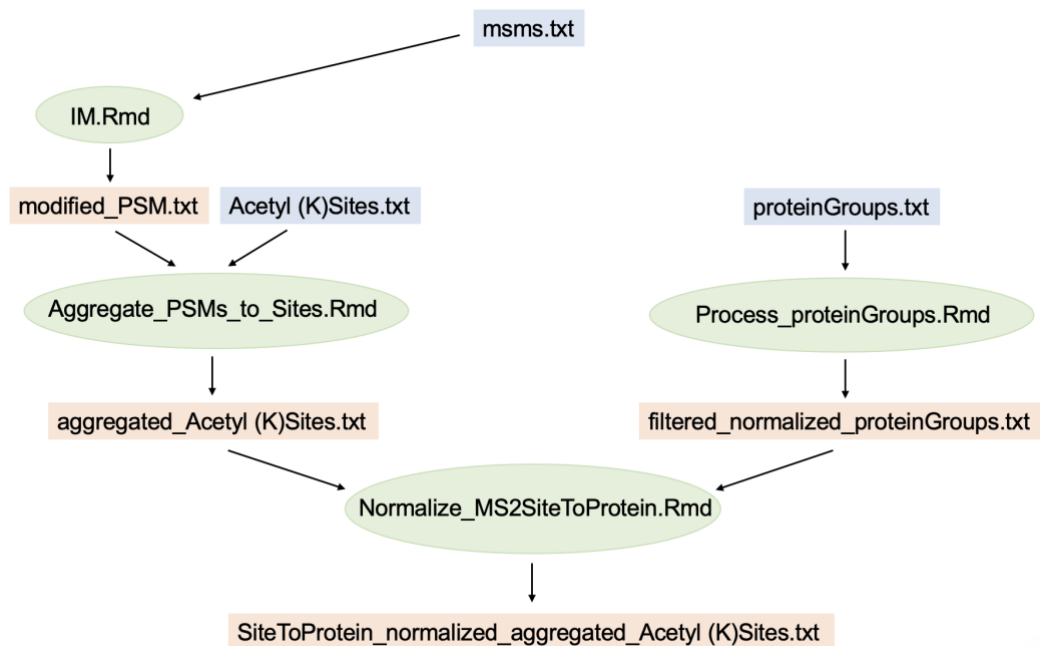 msms.txt
IM.Rmd
modified_PSM.txt
Acetyl (K)Sites.txt
proteinGroups.txt
Aggregate_PSMs_to_Sites.Rmd
Process_proteinGroups.Rmd
aggregated_Acetyl (K)Sites.txt
filtered_normalized_proteinGroups.txt
Normalize_MS2SiteToProtein.Rmd
SiteToProtein_normalized_aggregated_Acetyl (K)Sites.txt